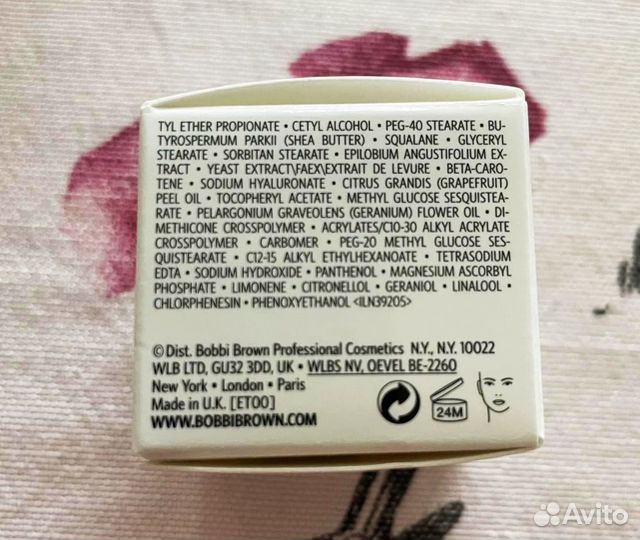 TYL ETHER PROPIONATE • CETYL ALCOHOL • PEG-40 STEARATE • BU-
TYROSPERMUM PARKII (SHEA BUTTER) • SQUALANE • GLYCERYL
STEARATE • SORBITAN STEARATE • EPILOBIUM ANGUSTIFOLIUM EX-
TRACT • YEAST EXTRACT\FAEX\EXTRAIT DE LEVURE • BETA-CARO-
TENE • SODIUM HYALURONATE • CITRUS GRANDIS (GRAPEFRUIT)
PEEL OIL • TOCOPHERYL ACETATE • METHYL GLUCOSE SESQUISTEA-
RATE • PELARGONIUM GRAVEOLENS (GERANIUM) FLOWER OIL • DI-
METHICONE CROSSPOLYMER • ACRYLATES/C10-30 ALKYL ACRYLATE
CROSSPOLYMER • CARBOMER • PEG-20 METHYL GLUCOSE SES-
QUISTEARATE • C12-15 ALKYL ETHYLHEXANOATE • TETRASODIUM
EDTA • SODIUM HYDROXIDE • PANTHENOL • MAGNESIUM ASCORBYL
PHOSPHATE • LIMONENE • CITRONELLOL • GERANIOL • LINALOOL •
CHLORPHENESIN • PHENOXYETHANOL <ILN39205>
© Dist. Bobbi Brown Professional Cosmetics N.Y., N.Y. 10022
WLB LTD, GU32 3DD, UK • WLBS NV, OEVEL BE-2260
New York • London • Paris
Made in U.K. [ET00]
WWW.BOBBIBROWN.COM
24M
Avito